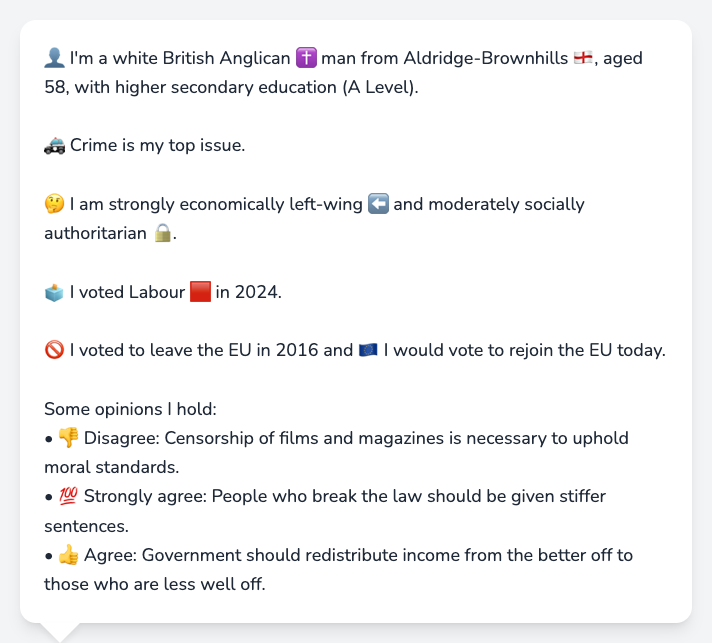 👤 I'm a white British Anglican ✝️ man from Aldridge-Brownhills 🏴󠁧󠁢󠁥󠁮󠁧󠁿, aged
58, with higher secondary education (A Level).
🚓 Crime is my top issue.
🤔 I am strongly economically left-wing ⬅️ and moderately socially
authoritarian 🔒.
🗳️ I voted Labour 🟥 in 2024.
🚫 I voted to leave the EU in 2016 and 🇪🇺 I would vote to rejoin the EU today.
Some opinions I hold:
• 👎 Disagree: Censorship of films and magazines is necessary to uphold
moral standards.
• 💯 Strongly agree: People who break the law should be given stiffer
sentences.
• 👍 Agree: Government should redistribute income from the better off to
those who are less well off.